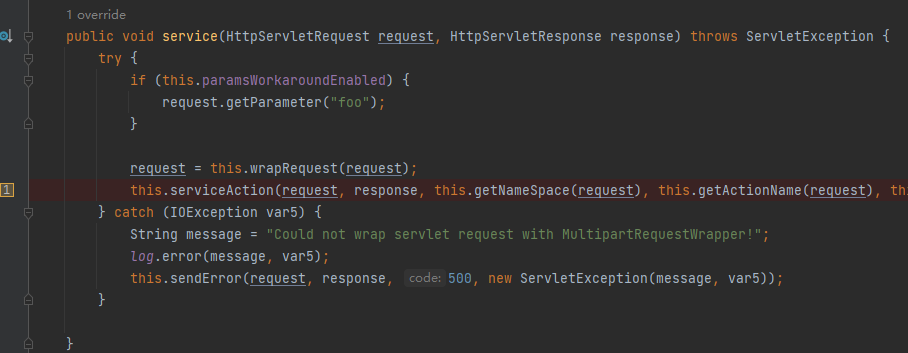 1 override
public void service(HttpServletRequest request, HttpServletResponse response) throws ServletException {
try {
if (this.paramsWorkaroundEnabled) {
request.getParameter("foo");
}
request = this.wrapRequest(request);
1 this.serviceAction(request, response, this.getNameSpace(request), this.getActionName(request), thi
} catch (IOException var5) {
String message = "Could not wrap servlet request with MultipartRequestWrapper!";
log.error(message, var5);
this.sendError(request, response, code: 500, new ServletException(message, var5));
}
}